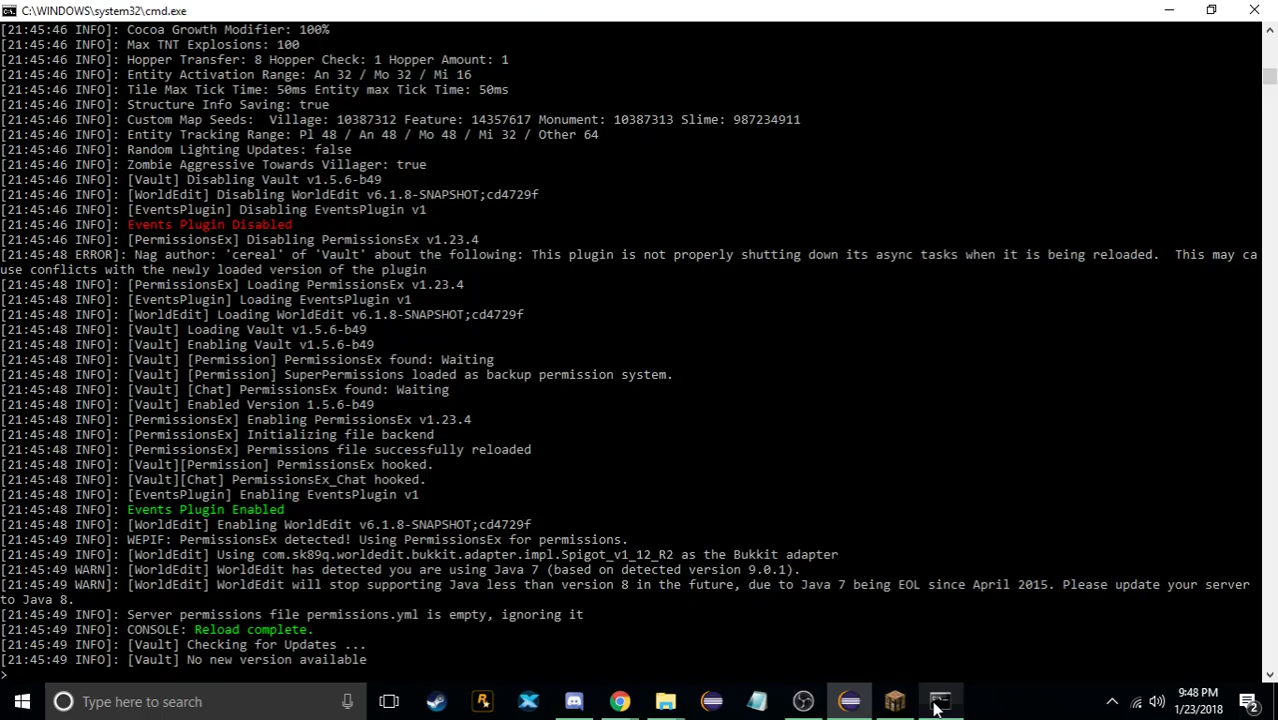 C:\WINDOWS\system32\cmd.exe
[21:45:46 INFO]: Cocoa Growth Modifier: 100%
[21:45:46 INFO]: Max TNT Explosions: 100
[21:45:46 INFO]: Hopper Transfer: 8 Hopper Check: 1 Hopper Amount: 1
[21:45:46 INFO]: Entity Activation Range: An 32 / Mo 32 / Mi 16
[21:45:46 INFO]: Tile Max Tick Time: 50ms Entity max Tick Time: 50ms
[21:45:46 INFO]: Structure Info Saving: true
[21:45:46 INFO]: Custom Map Seeds:  Village: 10387312 Feature: 14357617 Monument: 10387313 Slime: 987234911
[21:45:46 INFO]: Entity Tracking Range: Pl 48 / An 48 / Mo 48 / Mi 32 / Other 64
[21:45:46 INFO]: Random Lighting Updates: false
[21:45:46 INFO]: Zombie Aggressive Towards Villager: true
[21:45:46 INFO]: [Vault] Disabling Vault v1.5.6-b49
[21:45:46 INFO]: [WorldEdit] Disabling WorldEdit v6.1.8-SNAPSHOT;cd4729f
[21:45:46 INFO]: [EventsPlugin] Disabling EventsPlugin v1
[21:45:46 INFO]: Events Plugin Disabled
[21:45:46 INFO]: [PermissionsEx] Disabling PermissionsEx v1.23.4
[21:45:48 ERROR]: Nag author: 'cereal' of 'Vault' about the following: This plugin is not properly shutting down its async tasks when it is being reloaded.  This may ca
use conflicts with the newly loaded version of the plugin
[21:45:48 INFO]: [PermissionsEx] Loading PermissionsEx v1.23.4
[21:45:48 INFO]: [EventsPlugin] Loading EventsPlugin v1
[21:45:48 INFO]: [WorldEdit] Loading WorldEdit v6.1.8-SNAPSHOT;cd4729f
[21:45:48 INFO]: [Vault] Loading Vault v1.5.6-b49
[21:45:48 INFO]: [Vault] Enabling Vault v1.5.6-b49
[21:45:48 INFO]: [Vault] [Permission] PermissionsEx found: Waiting
[21:45:48 INFO]: [Vault] [Permission] SuperPermissions loaded as backup permission system.
[21:45:48 INFO]: [Vault] [Chat] PermissionsEx found: Waiting
[21:45:48 INFO]: [Vault] Enabled Version 1.5.6-b49
[21:45:48 INFO]: [PermissionsEx] Enabling PermissionsEx v1.23.4
[21:45:48 INFO]: [PermissionsEx] Initializing file backend
[21:45:48 INFO]: [PermissionsEx] Permissions file successfully reloaded
[21:45:48 INFO]: [Vault][Permission] PermissionsEx hooked.
[21:45:48 INFO]: [Vault][Chat] PermissionsEx_Chat hooked.
[21:45:48 INFO]: [EventsPlugin] Enabling EventsPlugin v1
[21:45:48 INFO]: Events Plugin Enabled
[21:45:48 INFO]: [WorldEdit] Enabling WorldEdit v6.1.8-SNAPSHOT;cd4729f
[21:45:49 INFO]: WEPIF: PermissionsEx detected! Using PermissionsEx for permissions.
[21:45:49 INFO]: [WorldEdit] Using com.sk89q.worldedit.bukkit.adapter.impl.Spigot_v1_12_R2 as the Bukkit adapter
[21:45:49 WARN]: [WorldEdit] WorldEdit has detected you are using Java 7 (based on detected version 9.0.1).
[21:45:49 WARN]: [WorldEdit] WorldEdit will stop supporting Java less than version 8 in the future, due to Java 7 being EOL since April 2015. Please update your server
to Java 8.
[21:45:49 INFO]: Server permissions file permissions.yml is empty, ignoring it
[21:45:49 INFO]: CONSOLE: Reload complete.
[21:45:49 INFO]: [Vault] Checking for Updates ...
[21:45:49 INFO]: [Vault] No new version available
>
Type here to search
9:48 PM
1/23/2018
2